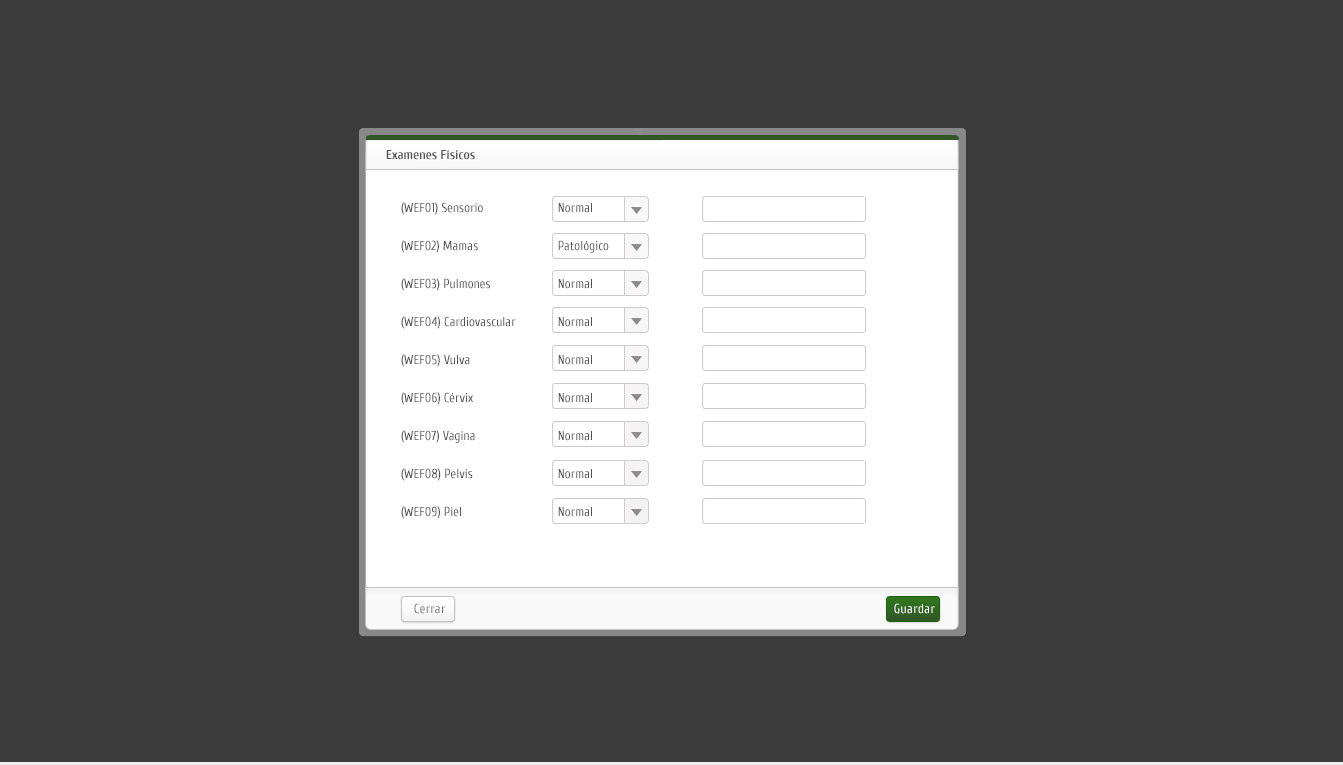 Examenes Fisicos
(WEF01) Sensorio Normal
(WEF02) Mamas Patológico
(WEF03) Pulmones Normal
(WEF04) Cardiovascular Normal
(WEF05) Vulva Normal
(WEF06) Cérvix Normal
(WEF07) Vagina Normal
(WEF08) Pelvis Normal
(WEF09) Piel Normal
Cerrar Guardar